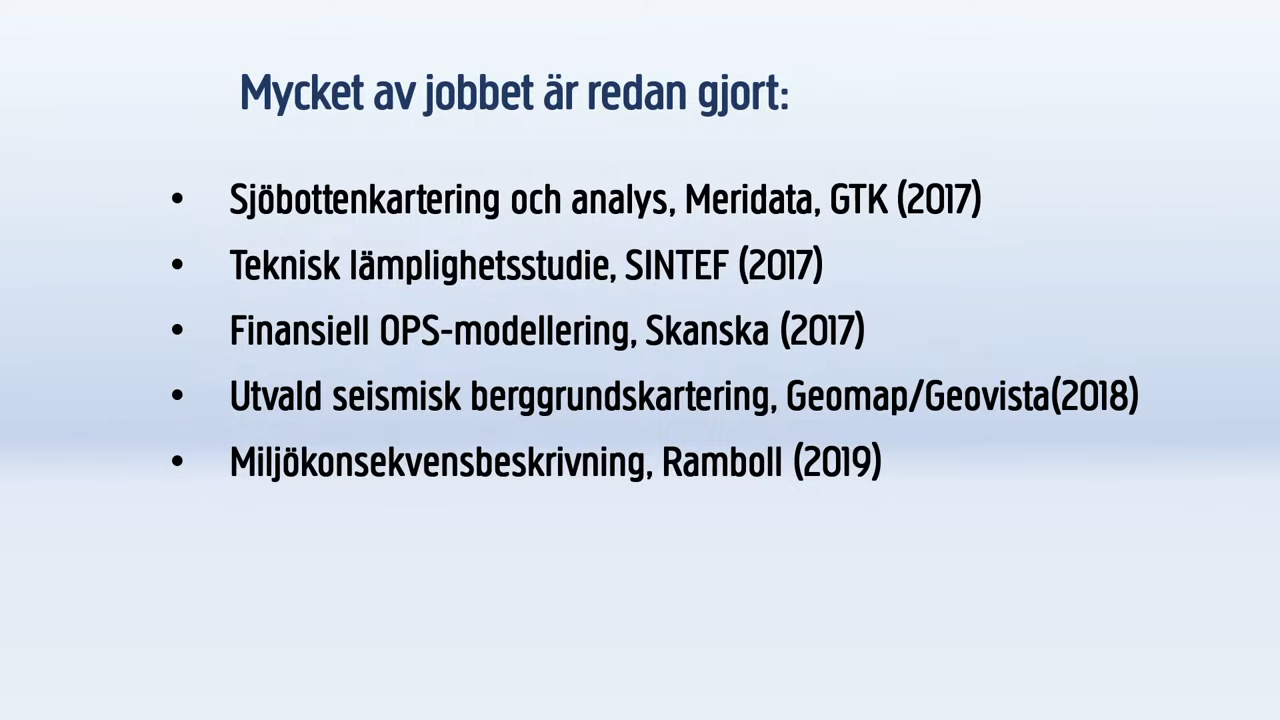 Mycket av jobbet är redan gjort:
• Sjöbottenkartering och analys, Meridata, GTK (2017)
• Teknisk lämplighetsstudie, SINTEF (2017)
• Finansiell OPS-modellering, Skanska (2017)
• Utvald seismisk berggrundskartering, Geomap/Geovista(2018)
• Miljökonsekvensbeskrivning, Ramboll (2019)